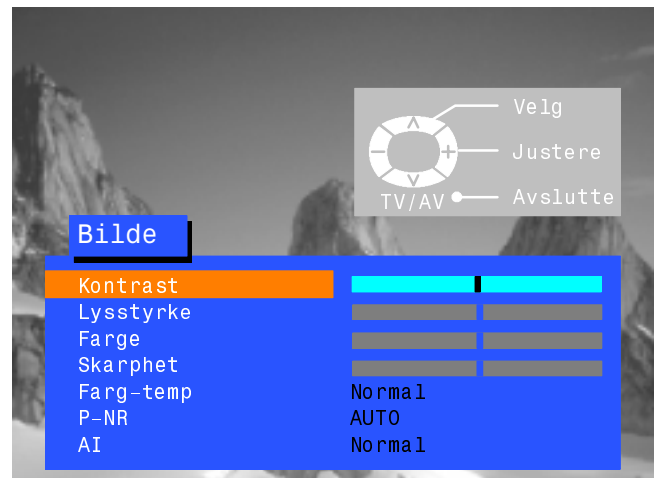 Velg
Justere
TV/AV Avslutte
Bilde
Kontrast
Lysstyrke
Farge
Skarphet
Farg-temp Normal
P-NR AUTO
AI Normal